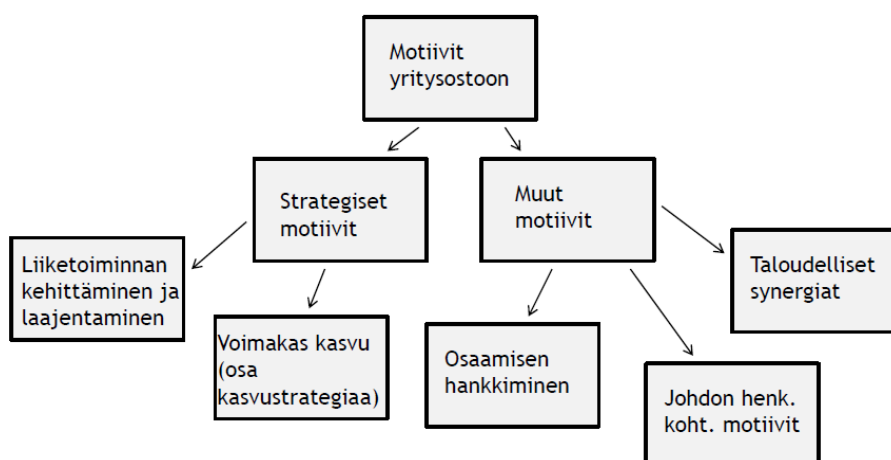 Motiivit
yritysostoon
Strategiset
motiivit
Muut
motiivit
Liiketoiminnan
kehittäminen ja
laajentaminen
Voimakas kasvu
(osa
kasvustrategiaa)
Osaamisen
hankkiminen
Johdon henk.
koht. motiivit
Taloudelliset
synergiat